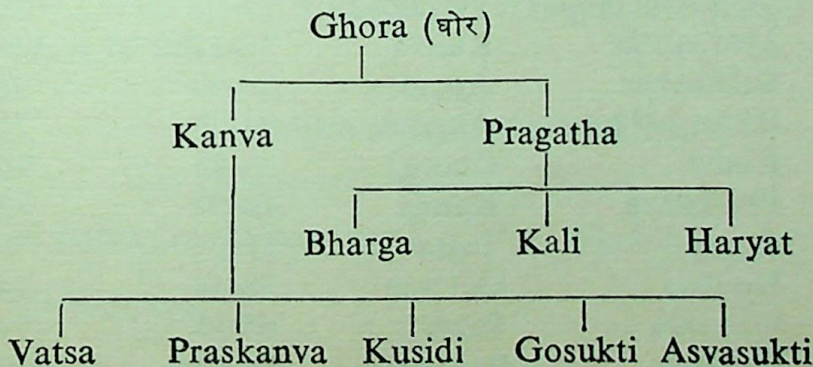 Ghora (घोर)
Kanva Pragatha
Bharga Kali Haryat
Vatsa Praskanva Kusidi Gosukti Asvasukti